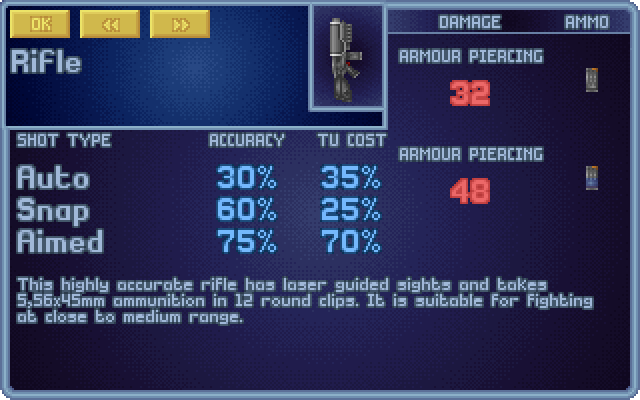 OK << >>
Rifle
DAMAGE AMMO
ARMOUR PIERCING
32
ARMOUR PIERCING
48
SHOT TYPE ACCURACY TU COST
Auto 30% 35%
Snap 60% 25%
Aimed 75% 70%
This highly accurate rifle has laser guided sights and takes
5,56x45mm ammunition in 12 round clips. It is suitable for fighting
at close to medium range.